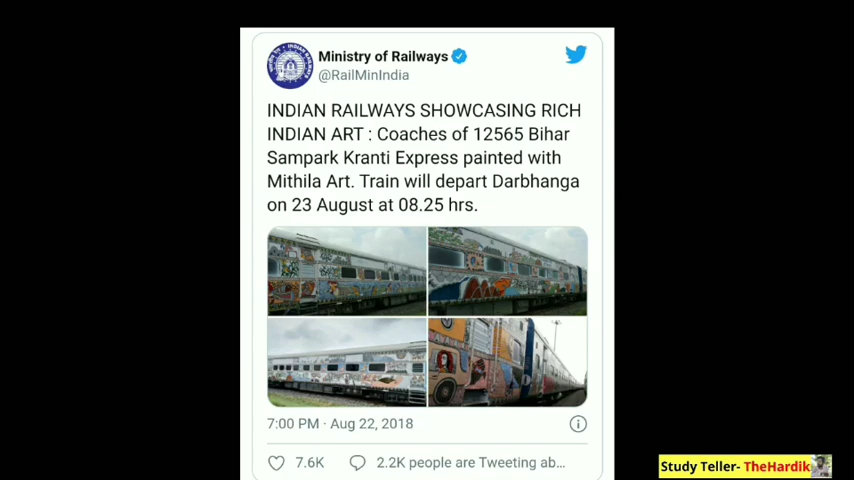 Ministry of Railways
@RailMinIndia
INDIAN RAILWAYS SHOWCASING RICH
INDIAN ART : Coaches of 12565 Bihar
Sampark Kranti Express painted with
Mithila Art. Train will depart Darbhanga
on 23 August at 08.25 hrs.
7:00 PM · Aug 22, 2018
7.6K 2.2K people are Tweeting ab...
Study Teller- TheHardik